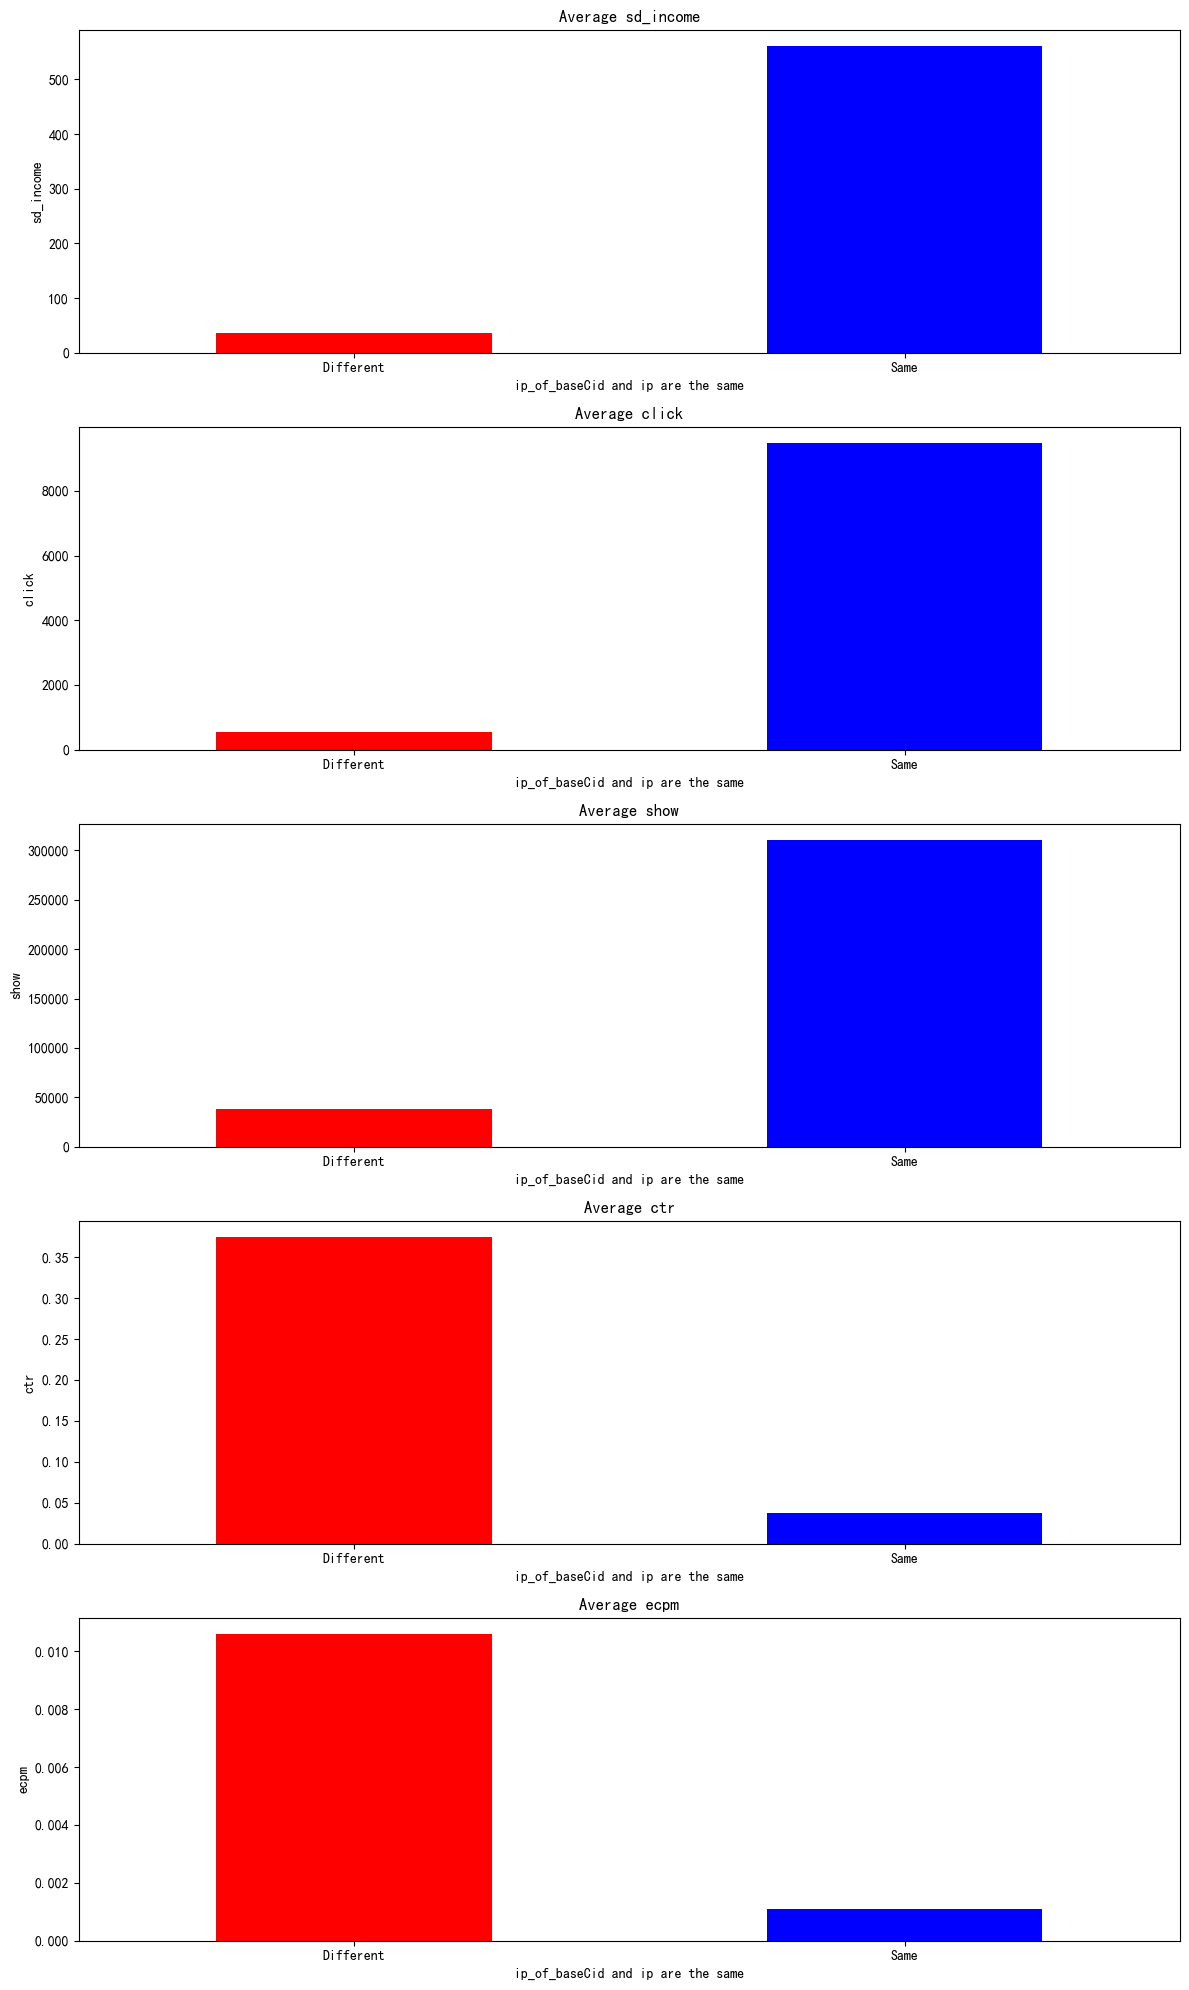 Average sd_income
500
400
300
200
100
0
sd_income
Different
Same
ip_of_baseCid and ip are the same
Average click
8000
6000
4000
2000
0
click
Different
Same
ip_of_baseCid and ip are the same
Average show
300000
250000
200000
150000
100000
50000
0
show
Different
Same
ip_of_baseCid and ip are the same
Average ctr
0.35
0.30
0.25
0.20
0.15
0.10
0.05
0.00
ctr
Different
Same
ip_of_baseCid and ip are the same
Average ecpm
0.010
0.008
0.006
0.004
0.002
0.000
ecpm
Different
Same
ip_of_baseCid and ip are the same